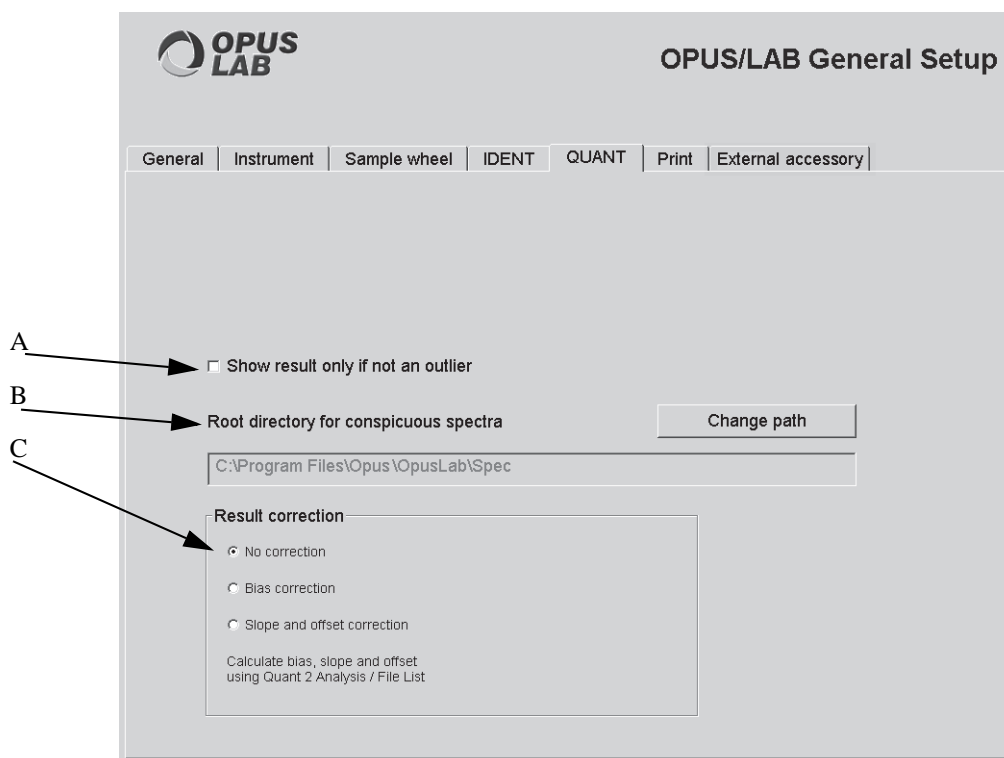 OPUS
LAB
OPUS/LAB General Setup
General Instrument Sample wheel IDENT QUANT Print External accessory
A
Show result only if not an outlier
B
Root directory for conspicuous spectra Change path
C
C:\Program Files\Opus\OpusLab\Spec
Result correction
No correction
Bias correction
Slope and offset correction
Calculate bias, slope and offset
using Quant 2 Analysis / File List